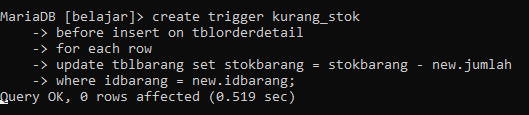 MariaDB [belajar]> create trigger kurang_stok
-> before insert on tblorderdetail
-> for each row
-> update tblbarang set stokbarang = stokbarang - new.jumlah
-> where idbarang = new.idbarang;
Query OK, 0 rows affected (0.519 sec)